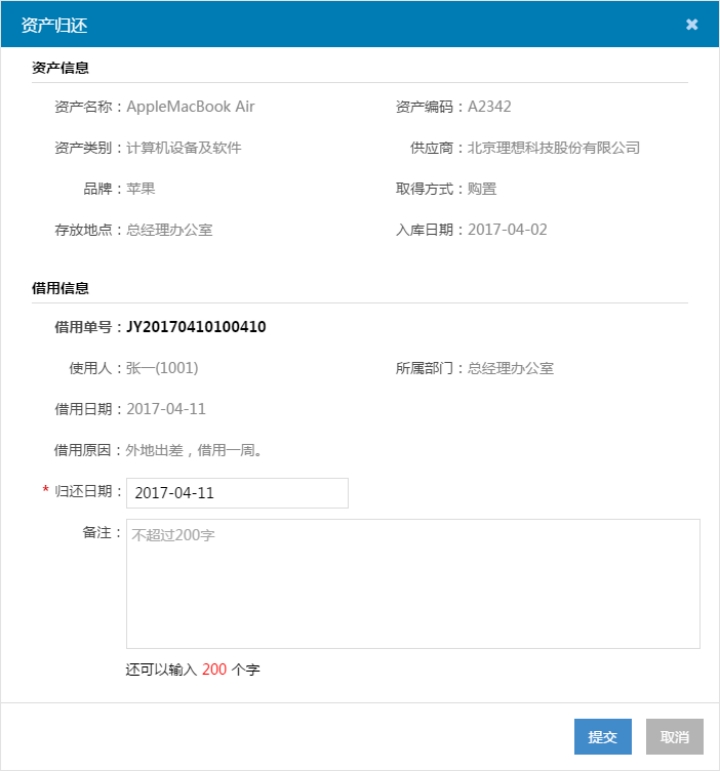 资产归还
资产信息
资产名称：AppleMacBook Air 资产编码：A2342
资产类别：计算机设备及软件 供应商：北京理想科技股份有限公司
品牌：苹果 取得方式：购置
存放地点：总经理办公室 入库日期：2017-04-02
借用信息
借用单号：JY20170410100410
使用人：张一(1001) 所属部门：总经理办公室
借用日期：2017-04-11
借用原因：外地出差，借用一周。
* 归还日期：2017-04-11
备注：不超过200字
还可以输入 200 个字
提交 取消